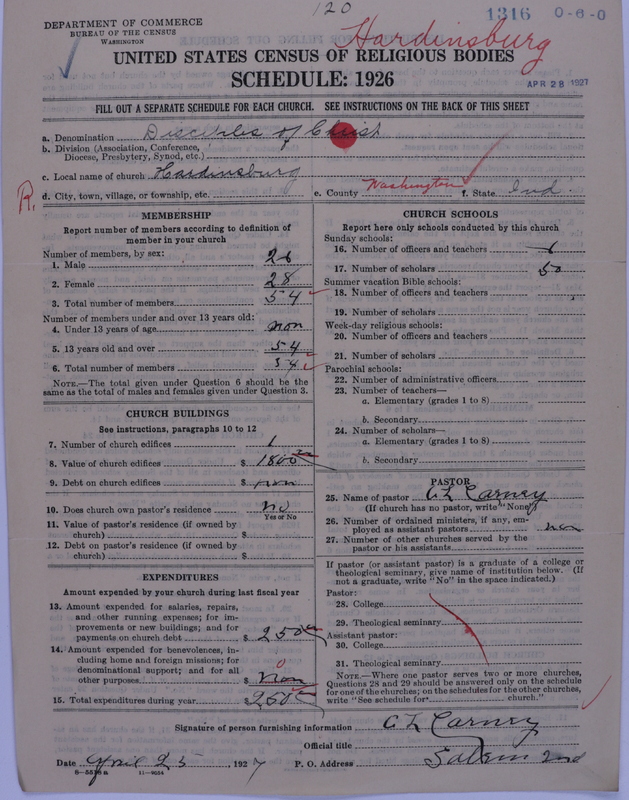 120
1316 0-6-0
DEPARTMENT OF COMMERCE
BUREAU OF THE CENSUS
WASHINGTON
Hardinsburg
UNITED STATES CENSUS OF RELIGIOUS BODIES
SCHEDULE: 1926
APR 28 1927
FILL OUT A SEPARATE SCHEDULE FOR EACH CHURCH. SEE INSTRUCTIONS ON THE BACK OF THIS SHEET
a. Denomination Disciples of Christ
b. Division (Association, Conference,
Diocese, Presbytery, Synod, etc.)
c. Local name of church Hardinsburg
R.
d. City, town, village, or township, etc. e. County Washington f. State Ind.
MEMBERSHIP
Report number of members according to definition of
member in your church
Number of members, by sex:
1. Male 26
2. Female 28
3. Total number of members 54
Number of members under and over 13 years old:
4. Under 13 years of age non
5. 13 years old and over 54
6. Total number of members 54
NOTE.—The total given under Question 6 should be the
same as the total of males and females given under Question 3.
CHURCH BUILDINGS
See instructions, paragraphs 10 to 12
7. Number of church edifices 1
8. Value of church edifices $ 1800
9. Debt on church edifices $ non
10. Does church own pastor's residence no
Yes or No
11. Value of pastor's residence (if owned by
church) $
12. Debt on pastor's residence (if owned by
church) $
EXPENDITURES
Amount expended by your church during last fiscal year
13. Amount expended for salaries, repairs,
and other running expenses; for im-
provements or new buildings; and for
payments on church debt $ 250
14. Amount expended for benevolences, in-
cluding home and foreign missions; for
denominational support; and for all
other purposes $ non
0
15. Total expenditures during year $ 250
CHURCH SCHOOLS
Report here only schools conducted by this church
Sunday schools:
16. Number of officers and teachers 6
17. Number of scholars 50
Summer vacation Bible schools:
18. Number of officers and teachers
19. Number of scholars
Week-day religious schools:
20. Number of officers and teachers
21. Number of scholars
Parochial schools:
22. Number of administrative officers
23. Number of teachers—
a. Elementary (grades 1 to 8)
b. Secondary
24. Number of scholars—
a. Elementary (grades 1 to 8)
b. Secondary
PASTOR
25. Name of pastor C L Carney
(If church has no pastor, write "None")
26. Number of ordained ministers, if any, em-
ployed as assistant pastors non
27. Number of other churches served by the
pastor or his assistants
If pastor (or assistant pastor) is a graduate of a college or
theological seminary, give name of institution below. (If
not a graduate, write "No" in the space indicated.)
Pastor:
28. College
29. Theological seminary
Assistant pastor:
30. College
31. Theological seminary
NOTE.—Where one pastor serves two or more churches,
Questions 28 and 29 should be answered only on the schedule
for one of the churches; on the schedules for the other churches,
write "See schedule for church."
Signature of person furnishing information C L Carney
Official title
Date April 25, 1927 P. O. Address Salem Ind
8-5518a 11-9034